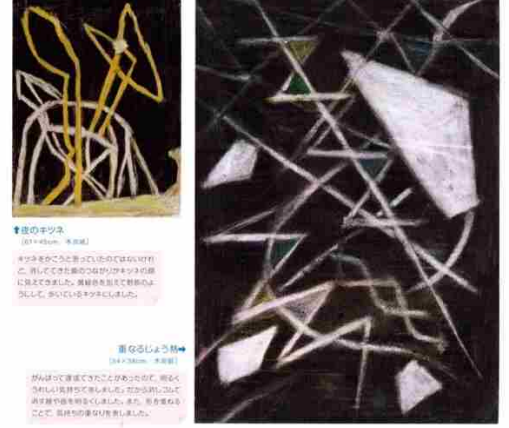 ⬆夜のキツネ
[61×45cm 木炭紙]
キツネをかこうと思っていたのではないけれ
ど、消してできた線のつながりがキツネの顔
に見えてきました。黄絵の具を加えて野原のよ
うにして、歩いているキツネにしました。
重なるじょう熱➡
[54×38cm 木炭紙]
がんばって達成できたことがあったので、明るく
うれしい気持ちで表しました。だから消しゴムで
消す線や面を明るくしました。また、形を重ねる
ことで、気持ちの重なりを表しました。